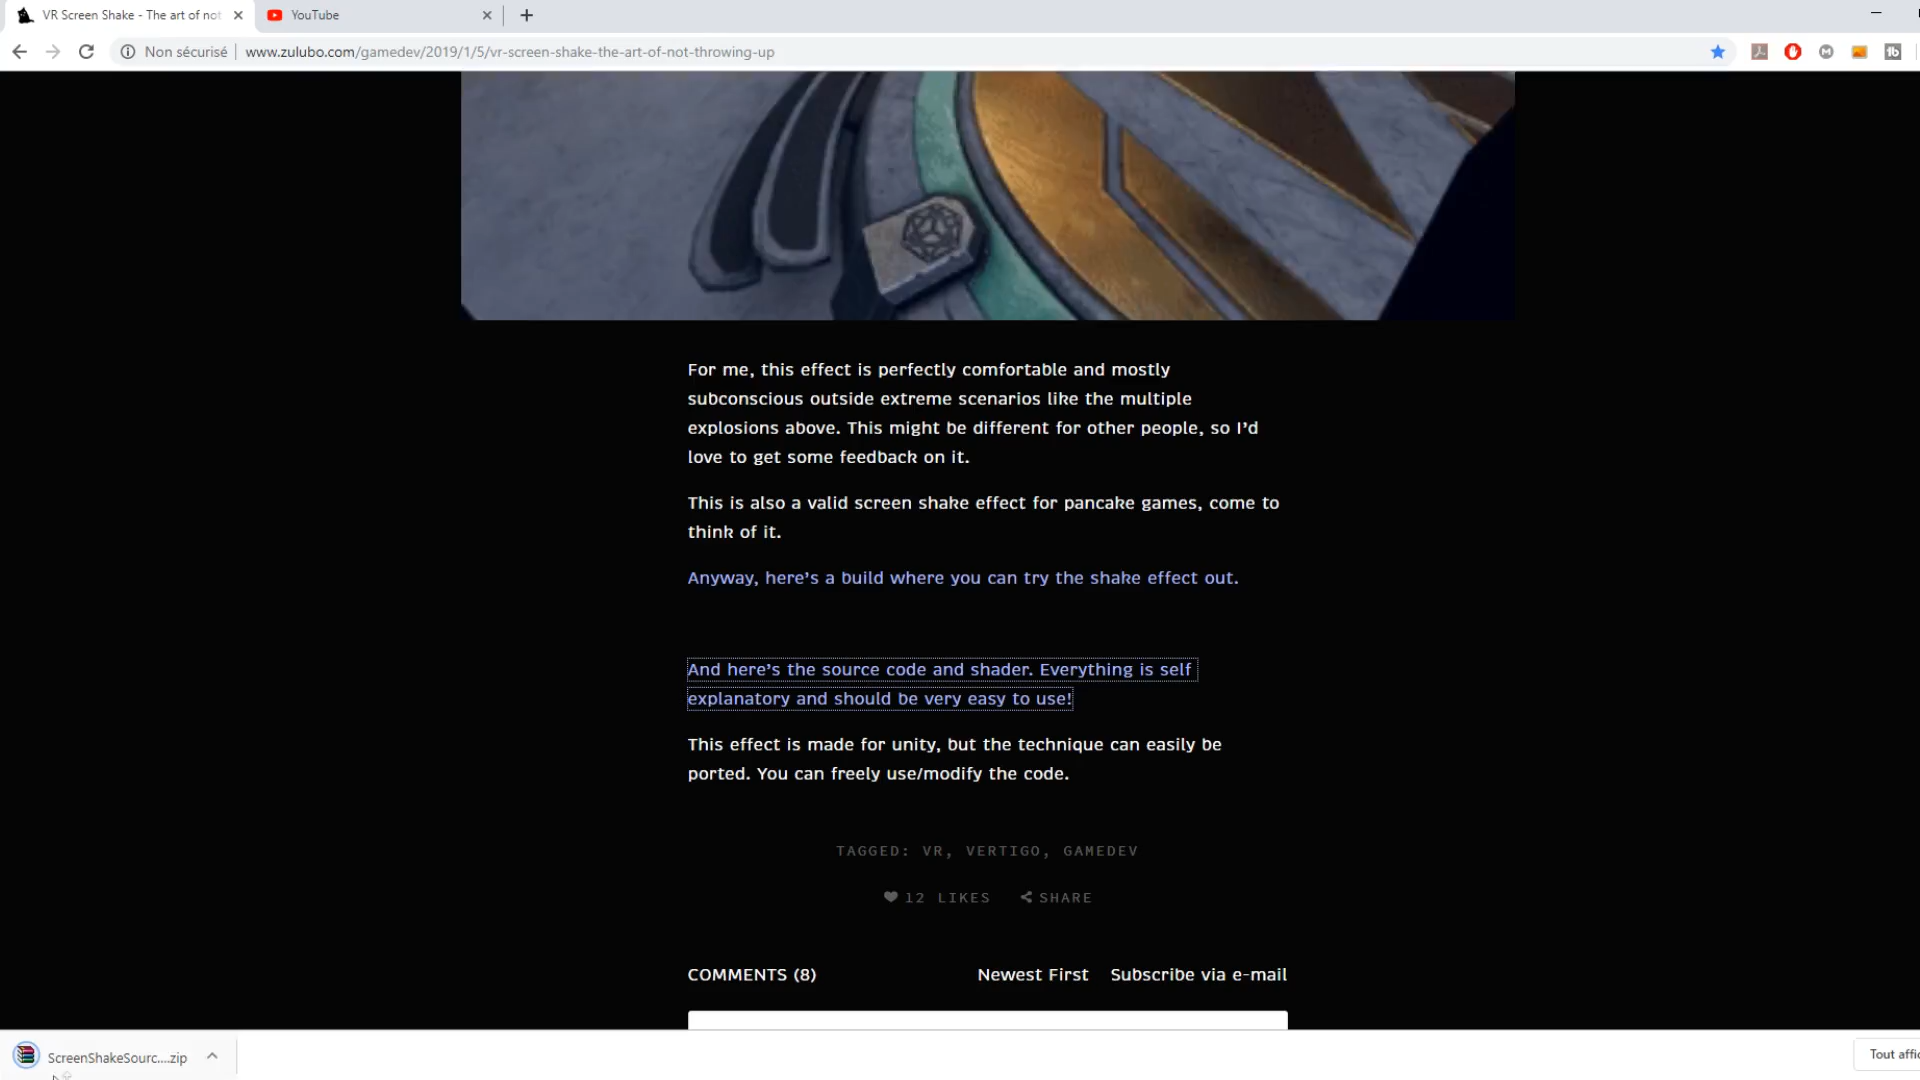 VR Screen Shake - The art of not
YouTube
Non sécurisé
www.zulubo.com/gamedev/2019/1/5/vr-screen-shake-the-art-of-not-throwing-up
For me, this effect is perfectly comfortable and mostly
subconscious outside extreme scenarios like the multiple
explosions above. This might be different for other people, so I’d
love to get some feedback on it.
This is also a valid screen shake effect for pancake games, come to
think of it.
Anyway, here’s a build where you can try the shake effect out.
And here’s the source code and shader. Everything is self
explanatory and should be very easy to use!
This effect is made for unity, but the technique can easily be
ported. You can freely use/modify the code.
TAGGED: VR, VERTIGO, GAMEDEV
12 LIKES SHARE
COMMENTS (8) Newest First Subscribe via e-mail
ScreenShakeSourc....zip
Tout affic